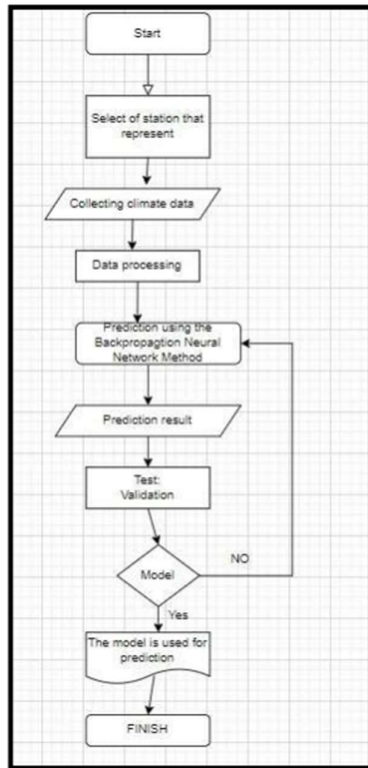 Start
Select of station that
represent
Collecting climate data
Data processing
Prediction using the
Backpropagtion Neural
Network Method
Prediction result
Test:
Validation
Model
NO
Yes
The model is used for
prediction
FINISH